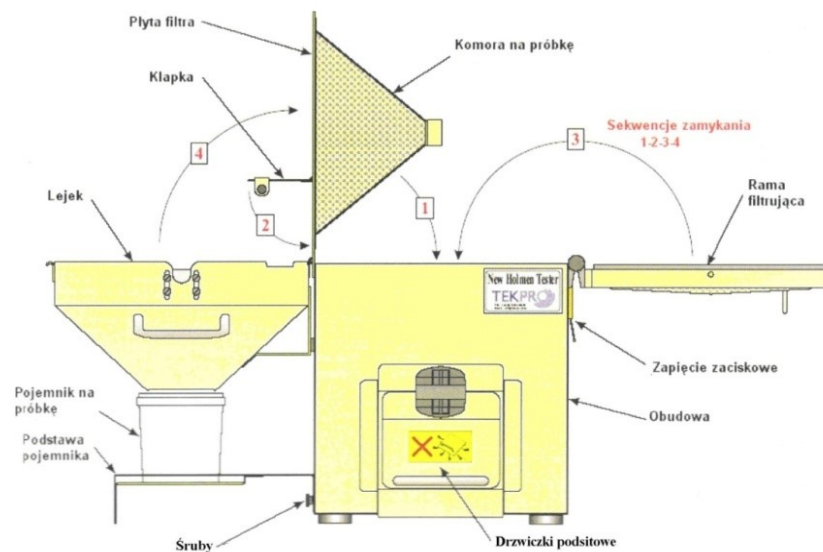 Płyta filtra
Komora na próbkę
Klapka
4
Sekwencje zamykania
1-2-3-4
3
Rama
filtrująca
Lejek
1
2
New Holmen Tester
TEKPRO
Zapięcie zaciskowe
Pojemnik na
próbkę
Obudowa
Podstawa
pojemnika
Śruby
Drzwiczki podsitowe